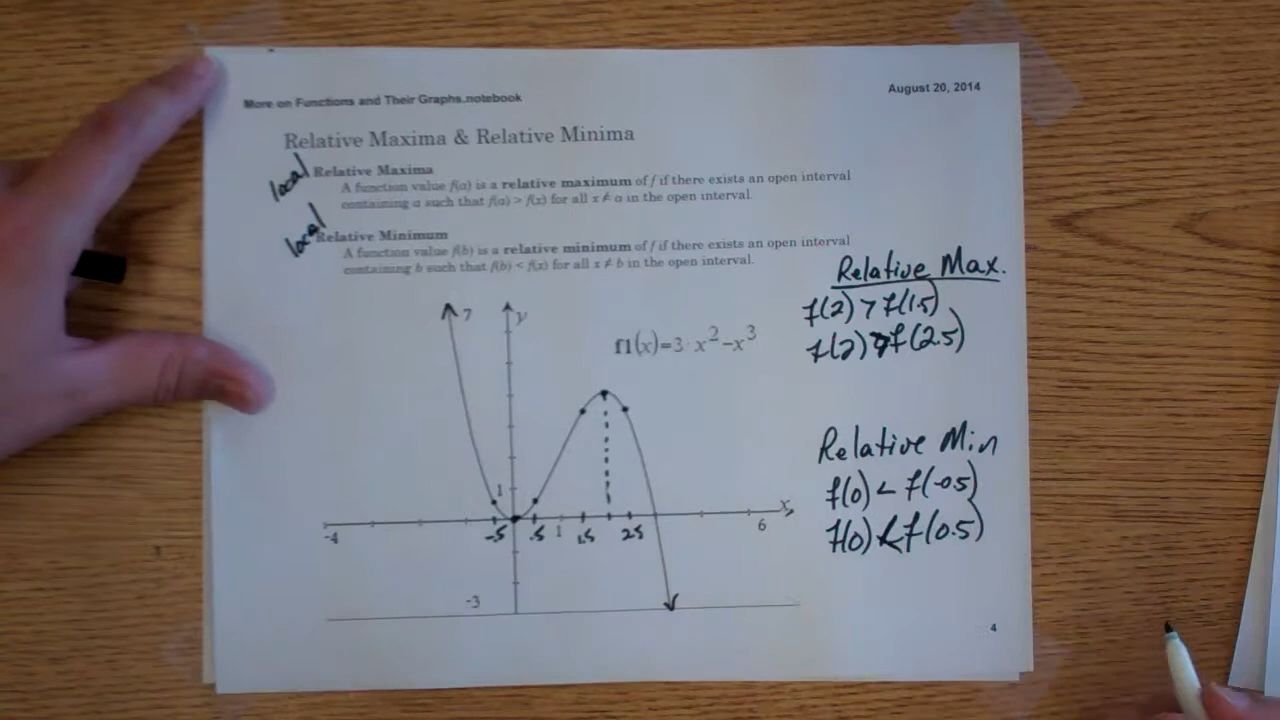 More on Functions and Their Graphs.notebook
August 20, 2014
Relative Maxima & Relative Minima
local Relative Maxima
A function value f(a) is a relative maximum of f if there exists an open interval
containing a such that f(a) > f(x) for all x ≠ a in the open interval.
local Relative Minimum
A function value f(b) is a relative minimum of f if there exists an open interval
containing b such that f(b) < f(x) for all x ≠ b in the open interval.
Relative Max.
f(2) > f(1.5)
f(2) > f(2.5)
7 y
f1(x)=3·x²–x³
Relative Min
f(0) < f(-0.5)
f(0) < f(0.5)
1
x
-4 -.5 .5 1 1.5 2.5 6
-3
4